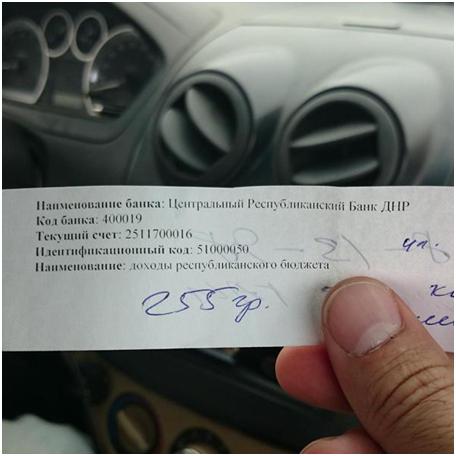 Наименование банка: Центральный Республиканский Банк ДНР
Код банка: 400019
Текущий счет: 2511700016
Идентификационный код: 51000050
Наименование: доходы республиканского бюджета
ул.
255 гр.